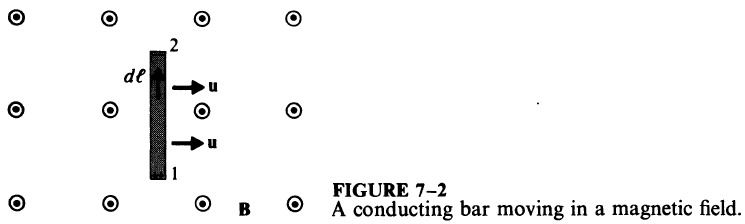 2
dℓ
u
u
1
B
FIGURE 7–2
A conducting bar moving in a magnetic field.